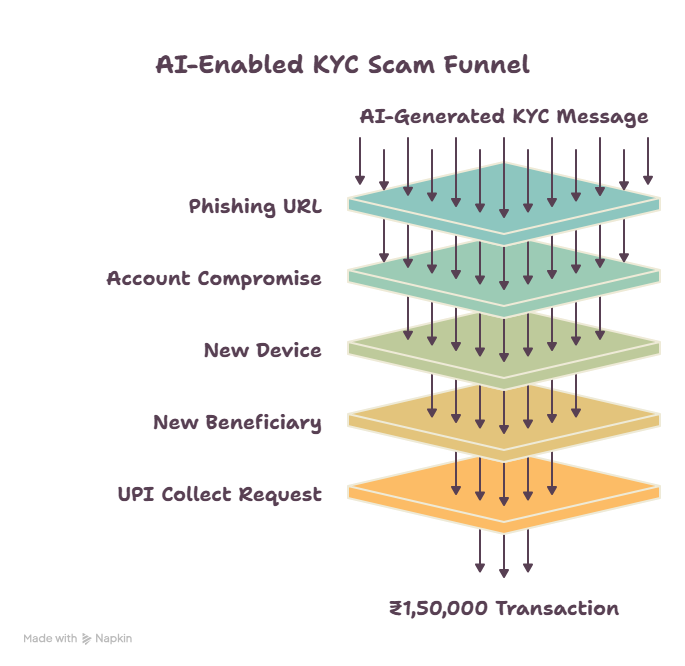 AI-Enabled KYC Scam Funnel
AI-Generated KYC Message
Phishing URL
Account Compromise
New Device
New Beneficiary
UPI Collect Request
₹1,50,000 Transaction
Made with Napkin